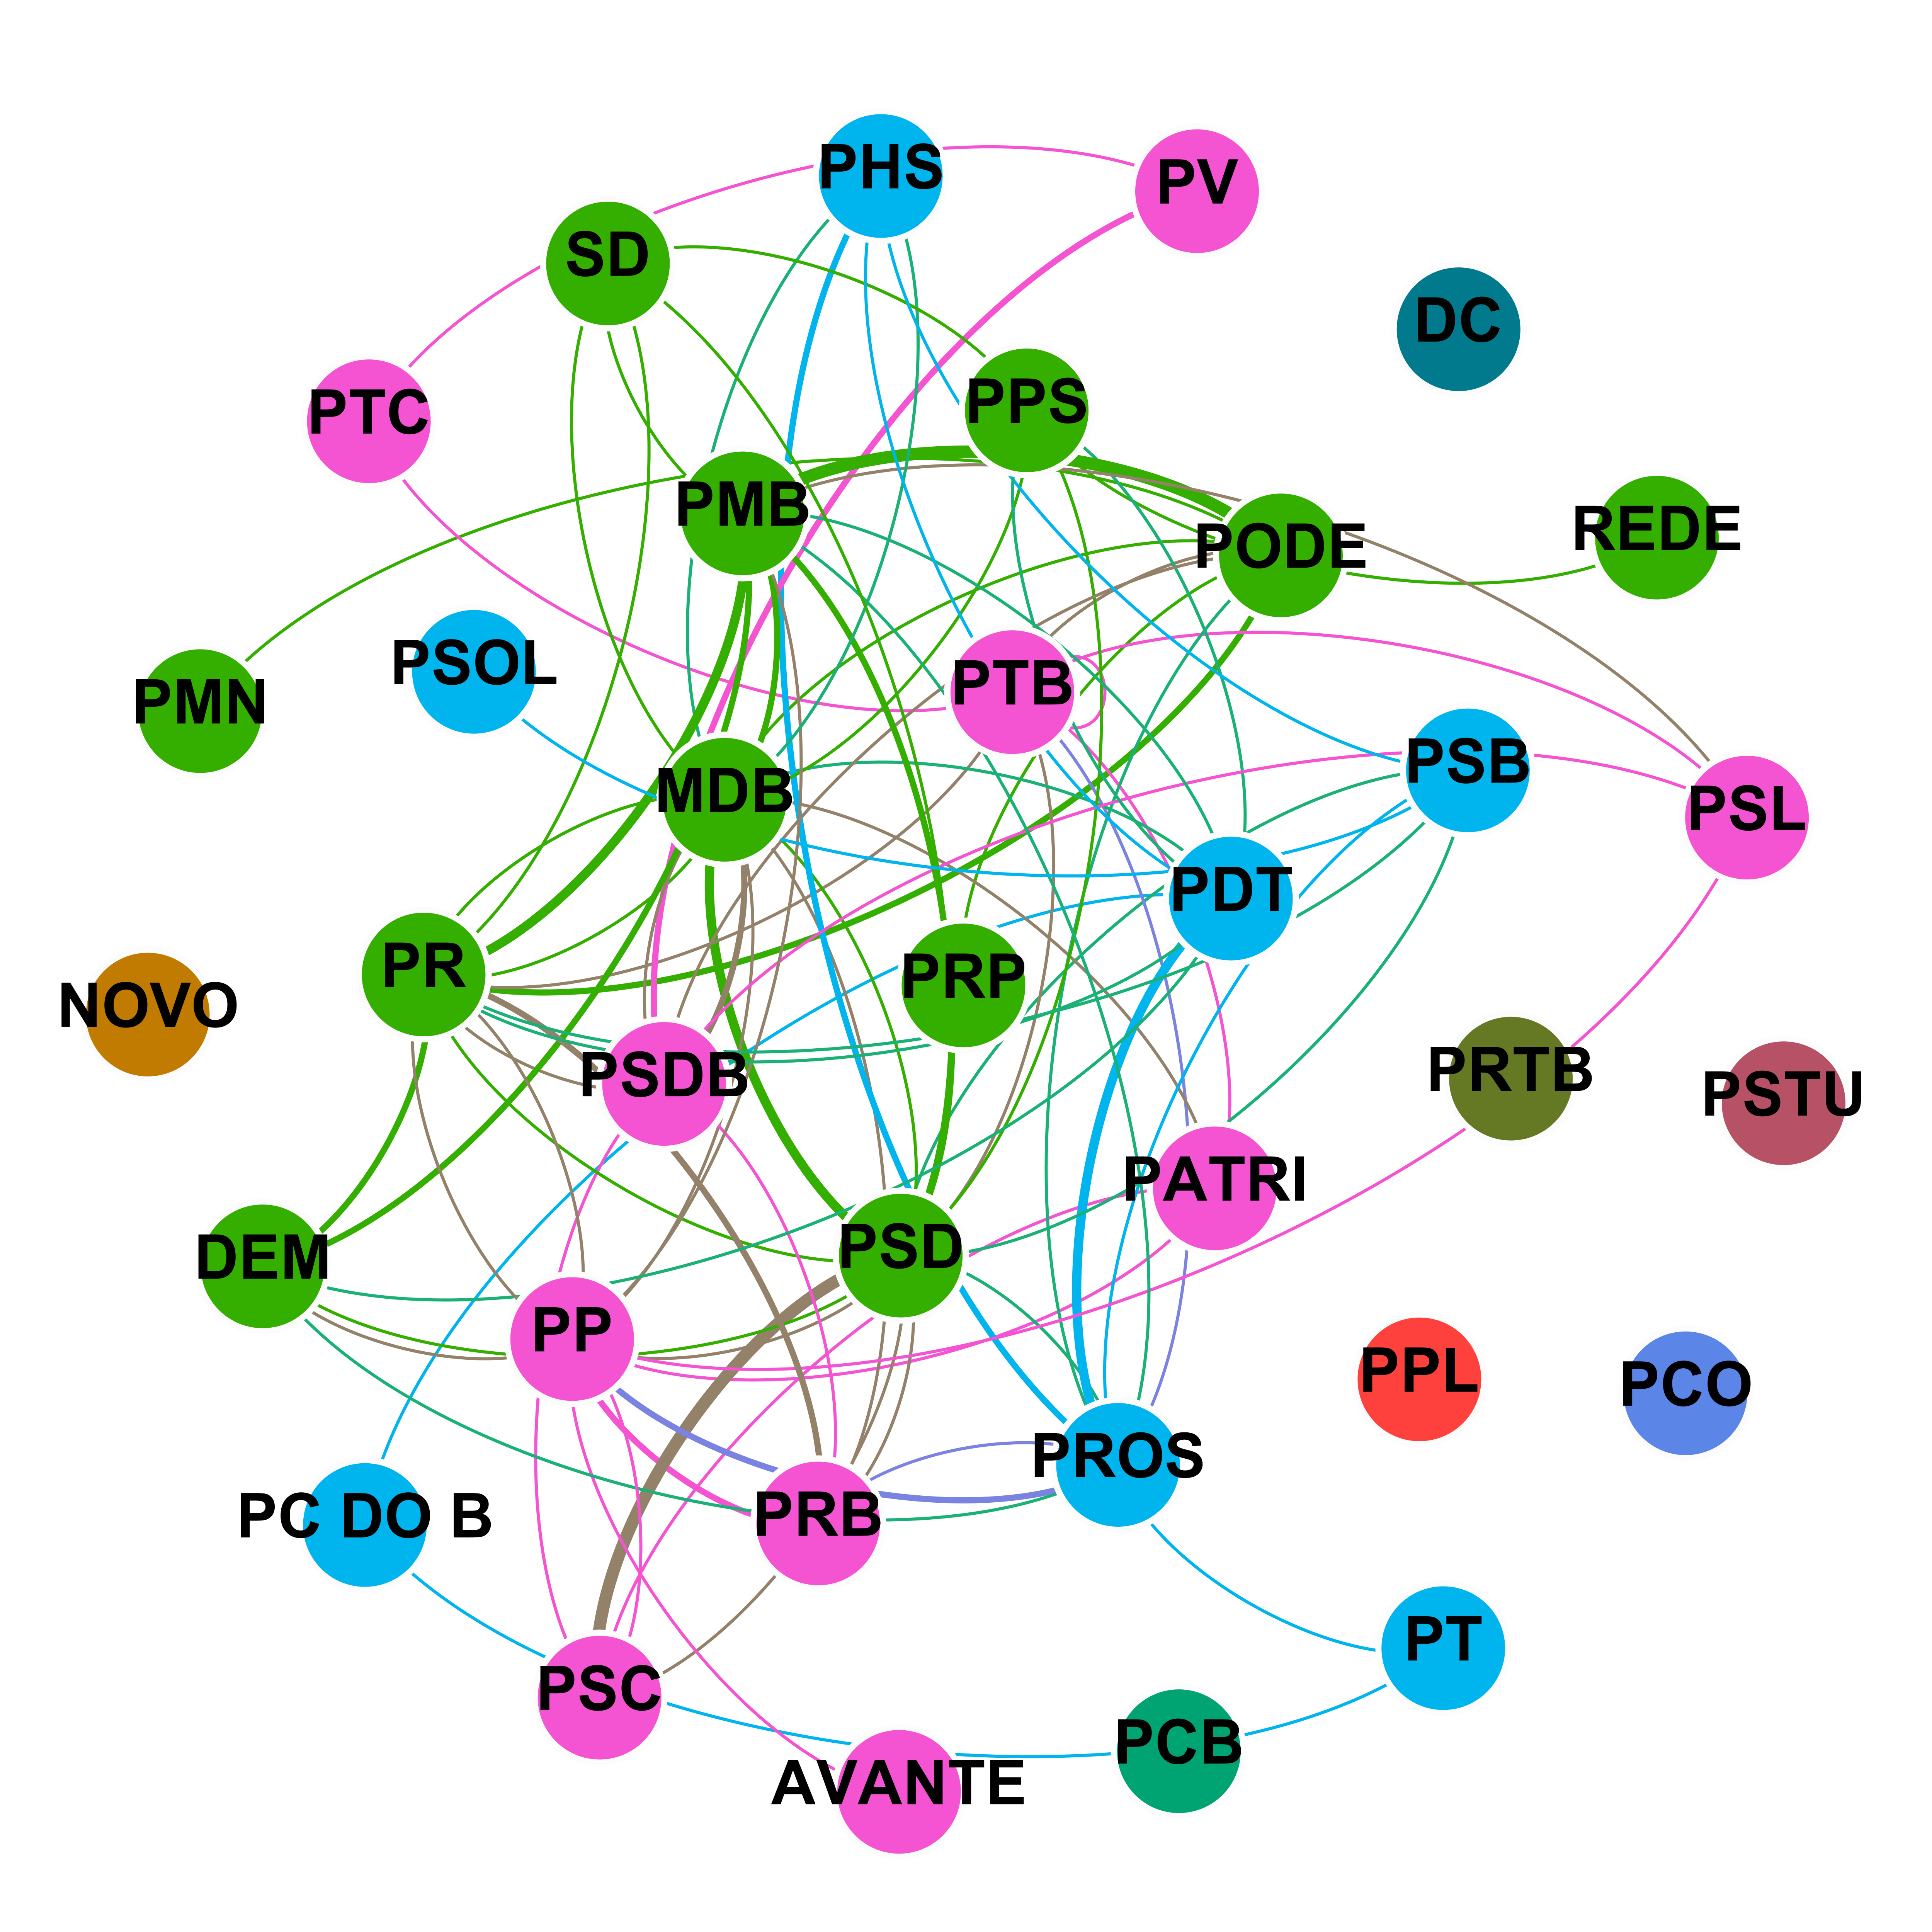 PHS
PV
SD
DC
PTC
PPS
PMB
PODE
REDE
PSOL
PTB
PMN
PSB
MDB
PSL
PDT
PR
PRP
NOVO
PSDB
PRTB
PSTU
PATRI
PSD
DEM
PP
PPL
PCO
PROS
PC DO B
PRB
PT
PSC
PCB
AVANTE